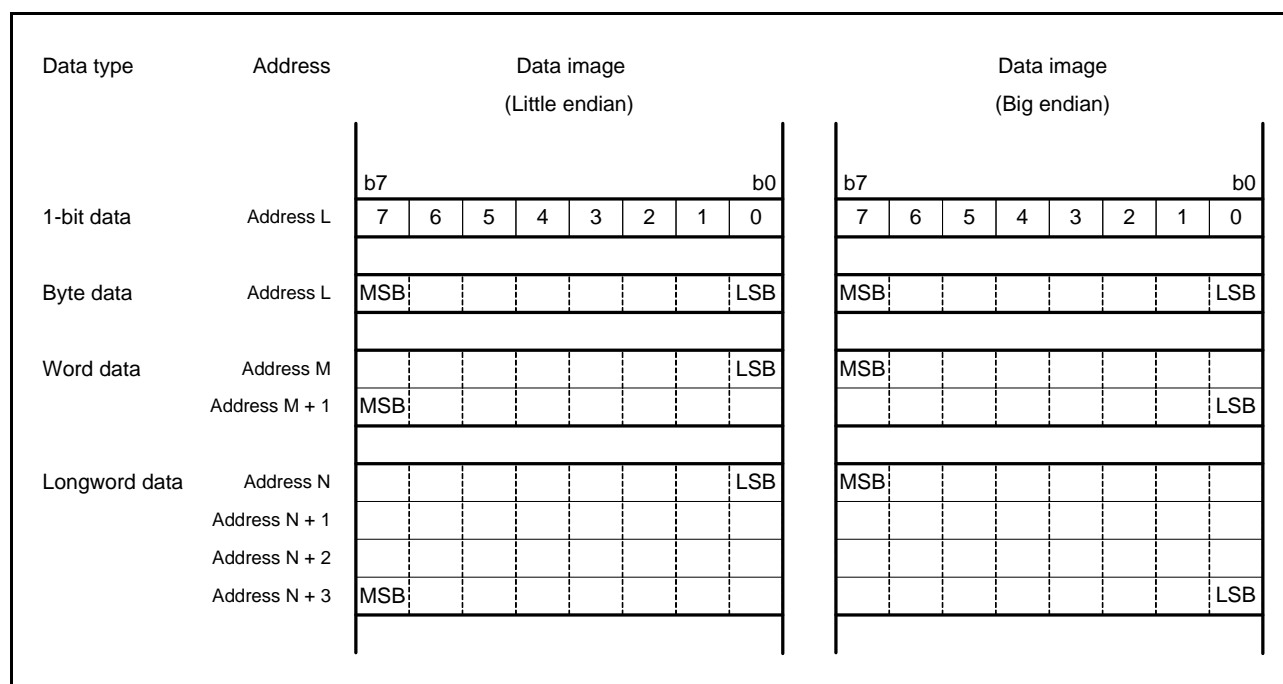 Data type Address Data image Data image
(Little endian) (Big endian)
b7 b0 b7 b0
1-bit data Address L 7 6 5 4 3 2 1 0 7 6 5 4 3 2 1 0
Byte data Address L MSB LSB MSB LSB
Word data Address M LSB MSB
Address M + 1 MSB LSB
Longword data Address N LSB MSB
Address N + 1
Address N + 2
Address N + 3 MSB LSB